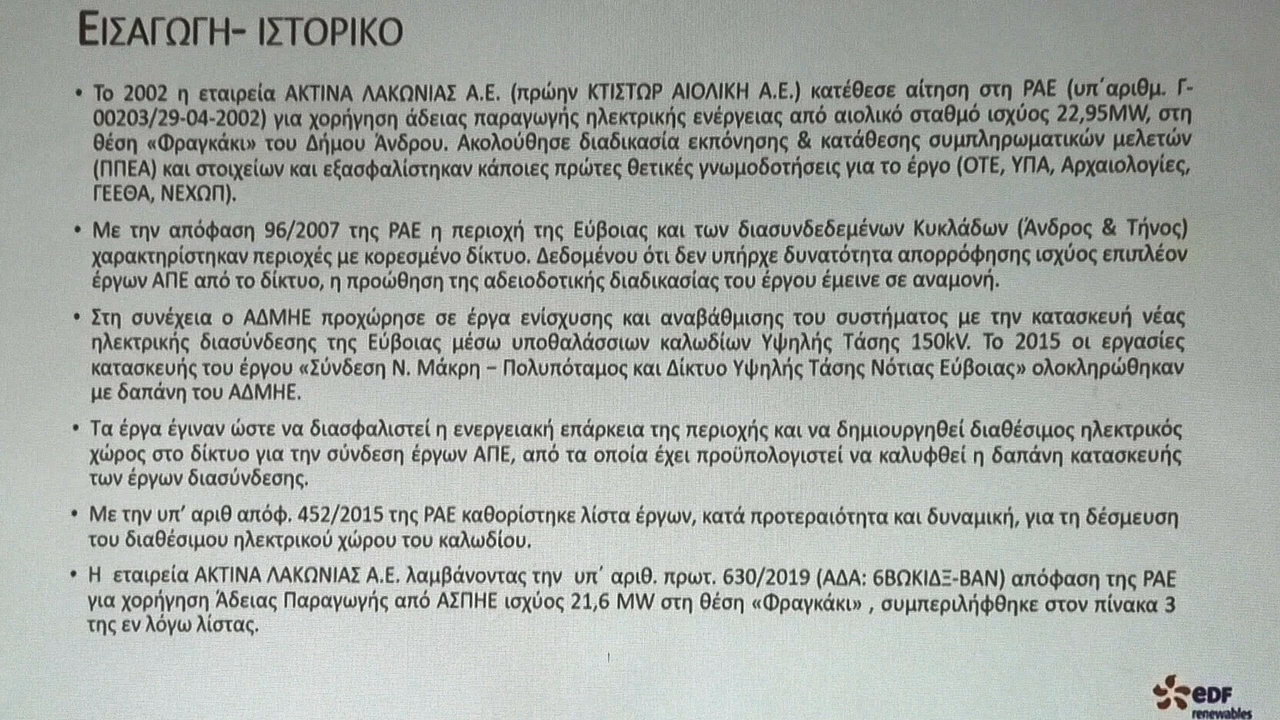 ΕΙΣΑΓΩΓΗ- ΙΣΤΟΡΙΚΟ
• Το 2002 η εταιρεία ΑΚΤΙΝΑ ΛΑΚΩΝΙΑΣ Α.Ε. (πρώην ΚΤΙΣΤΩΡ ΑΙΟΛΙΚΗ Α.Ε.) κατέθεσε αίτηση στη ΡΑΕ (υπ΄αριθμ. Γ-
00203/29-04-2002) για χορήγηση άδειας παραγωγής ηλεκτρικής ενέργειας από αιολικό σταθμό ισχύος 22,95MW, στη
θέση «Φραγκάκι» του Δήμου Άνδρου. Ακολούθησε διαδικασία εκπόνησης & κατάθεσης συμπληρωματικών μελετών
(ΠΠΕΑ) και στοιχείων και εξασφαλίστηκαν κάποιες πρώτες θετικές γνωμοδοτήσεις για το έργο (ΟΤΕ, ΥΠΑ, Αρχαιολογίες,
ΓΕΕΘΑ, ΝΕΧΩΠ).
• Με την απόφαση 96/2007 της ΡΑΕ η περιοχή της Εύβοιας και των διασυνδεδεμένων Κυκλάδων (Άνδρος & Τήνος)
χαρακτηρίστηκαν περιοχές με κορεσμένο δίκτυο. Δεδομένου ότι δεν υπήρχε δυνατότητα απορρόφησης ισχύος επιπλέον
έργων ΑΠΕ από το δίκτυο, η προώθηση της αδειοδοτικής διαδικασίας του έργου έμεινε σε αναμονή.
• Στη συνέχεια ο ΑΔΜΗΕ προχώρησε σε έργα ενίσχυσης και αναβάθμισης του συστήματος με την κατασκευή νέας
ηλεκτρικής διασύνδεσης της Εύβοιας μέσω υποθαλάσσιων καλωδίων Υψηλής Τάσης 150kV. Το 2015 οι εργασίες
κατασκευής του έργου «Σύνδεση Ν. Μάκρη – Πολυπόταμος και Δίκτυο Υψηλής Τάσης Νότιας Εύβοιας» ολοκληρώθηκαν
με δαπάνη του ΑΔΜΗΕ.
• Τα έργα έγιναν ώστε να διασφαλιστεί η ενεργειακή επάρκεια της περιοχής και να δημιουργηθεί διαθέσιμος ηλεκτρικός
χώρος στο δίκτυο για την σύνδεση έργων ΑΠΕ, από τα οποία έχει προϋπολογιστεί να καλυφθεί η δαπάνη κατασκευής
των έργων διασύνδεσης.
• Με την υπ’ αριθ απόφ. 452/2015 της ΡΑΕ καθορίστηκε λίστα έργων, κατά προτεραιότητα και δυναμική, για τη δέσμευση
του διαθέσιμου ηλεκτρικού χώρου του καλωδίου.
• Η εταιρεία ΑΚΤΙΝΑ ΛΑΚΩΝΙΑΣ Α.Ε. λαμβάνοντας την υπ΄ αριθ. πρωτ. 630/2019 (ΑΔΑ: 6ΒΩΚΙΔΞ-ΒΑΝ) απόφαση της ΡΑΕ
για χορήγηση Άδειας Παραγωγής από ΑΣΠΗΕ ισχύος 21,6 MW στη θέση «Φραγκάκι» , συμπεριλήφθηκε στον πίνακα 3
της εν λόγω λίστας.
eDF
renewables